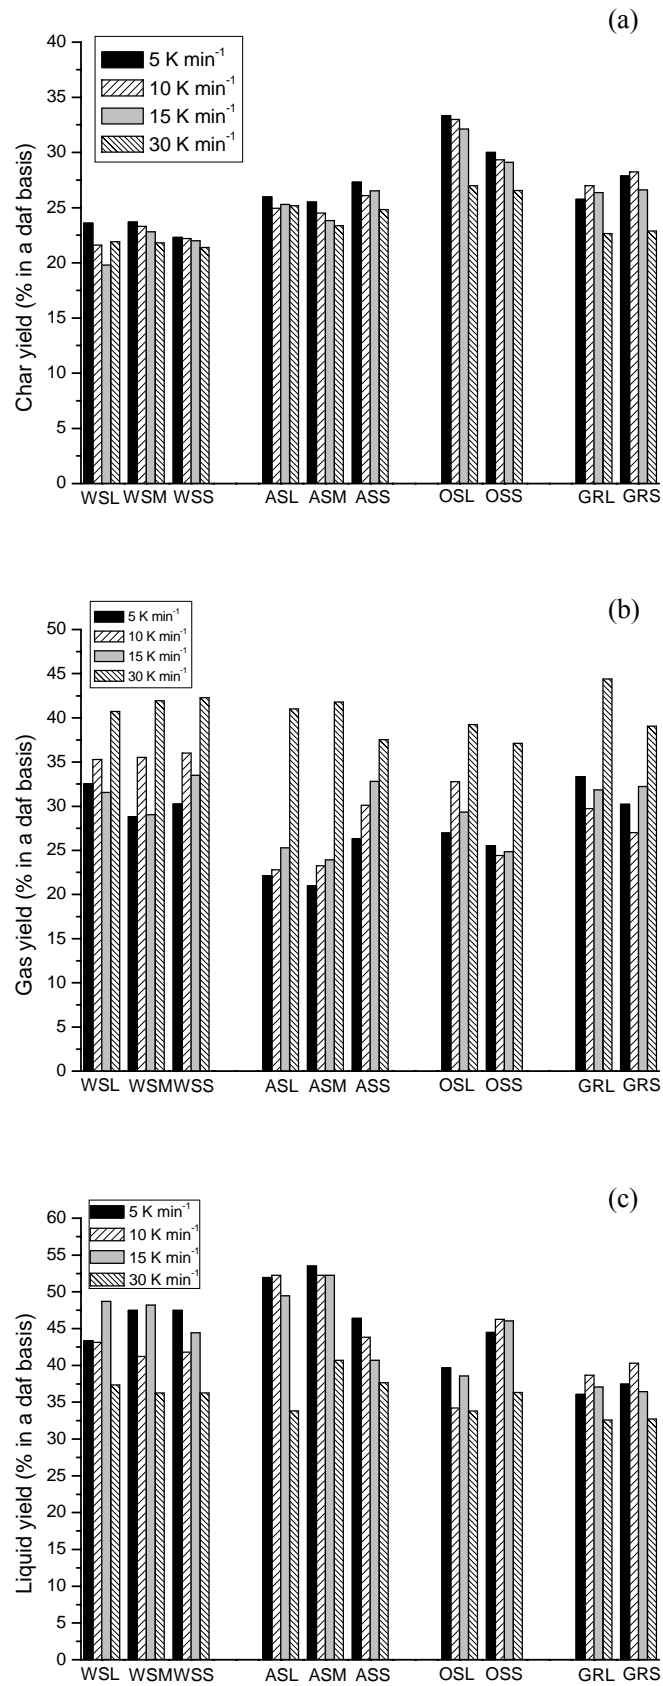 (a)
40
35
30
25
20
15
10
5
0
Char yield (% in a daf basis)
5 K min⁻¹
10 K min⁻¹
15 K min⁻¹
30 K min⁻¹
WSL WSM WSS ASL ASM ASS OSL OSS GRL GRS
(b)
50
45
40
35
30
25
20
15
10
5
0
Gas yield (% in a daf basis)
5 K min⁻¹
10 K min⁻¹
15 K min⁻¹
30 K min⁻¹
WSL WSM WSS ASL ASM ASS OSL OSS GRL GRS
(c)
60
55
50
45
40
35
30
25
20
15
10
5
0
Liquid yield (% in a daf basis)
5 K min⁻¹
10 K min⁻¹
15 K min⁻¹
30 K min⁻¹
WSL WSM WSS ASL ASM ASS OSL OSS GRL GRS